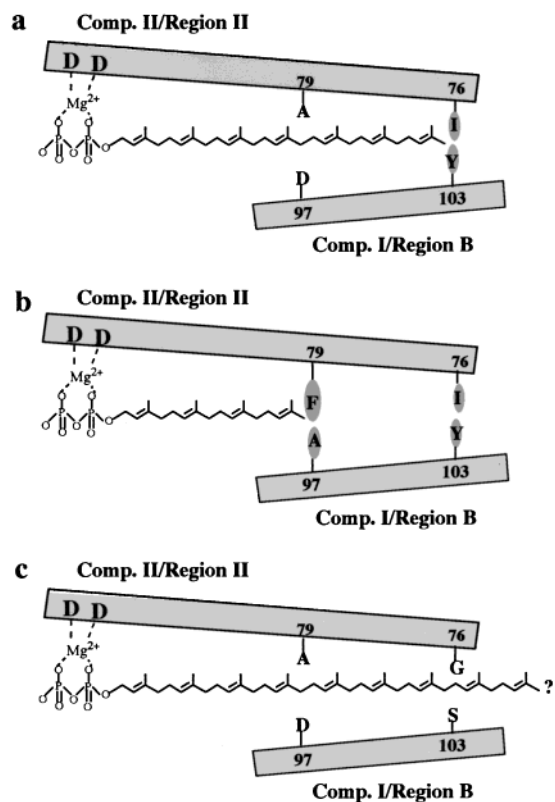 a
Comp. II/Region II
D D
79
76
A
I
Mg2+
O O
O P O P O
O O
Y
D
97
103
Comp. I/Region B
b
Comp. II/Region II
D D
79
76
Mg2+
F
I
O O
O P O P O
O O
A
Y
97
103
Comp. I/Region B
c
Comp. II/Region II
D D
79
76
A
G
Mg2+
O O
O P O P O
O O
?
D
S
97
103
Comp. I/Region B